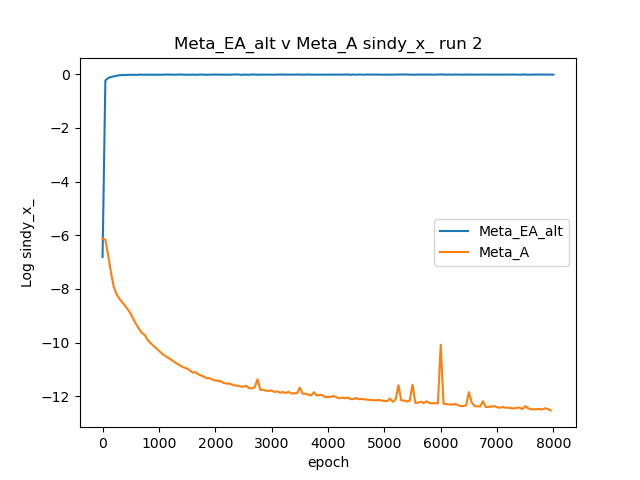 Meta_EA_alt v Meta_A sindy_x_ run 2
Log sindy_x_
0
−2
−4
−6
−8
−10
−12
Meta_EA_alt
Meta_A
0 1000 2000 3000 4000 5000 6000 7000 8000
epoch